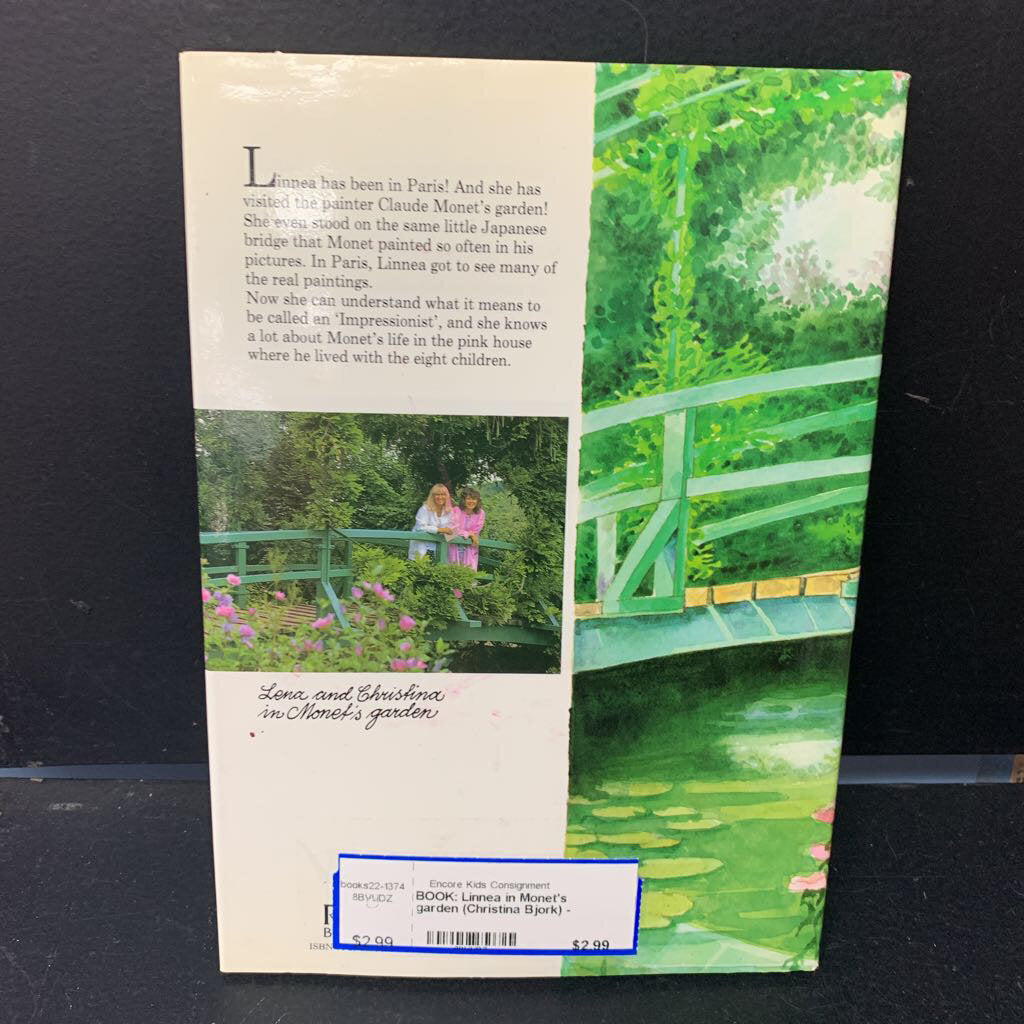 Linnea has been in Paris! And she has
visited the painter Claude Monet's garden!
She even stood on the same little Japanese
bridge that Monet painted so often in his
pictures. In Paris, Linnea got to see many of
the real paintings.
Now she can understand what it means to
be called an 'Impressionist', and she knows
a lot about Monet's life in the pink house
where he lived with the eight children.
Lena and Christina
in Monet's garden
books22-1374
Encore Kids Consignment
BOOK: Linnea in Monet's
garden (Christina Bjork) -
$2.99
$2.99
ISBN